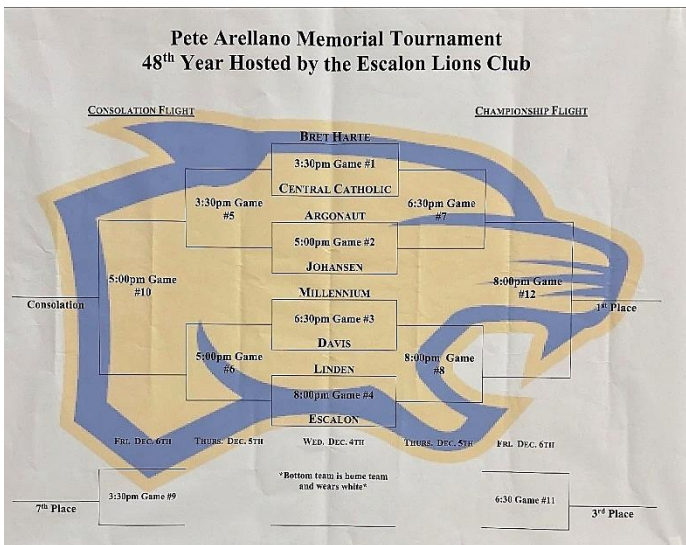 Pete Arellano Memorial Tournament
48th Year Hosted by the Escalon Lions Club
CONSOLATION FLIGHT
CHAMPIONSHIP FLIGHT
BRET HARTE
3:30pm Game #1
CENTRAL CATHOLIC
ARGONAUT
5:00pm Game #2
JOHANSEN
MILLENNIUM
6:30pm Game #3
DAVIS
LINDEN
8:00pm Game #4
ESCALON
3:30pm Game
#5
5:00pm Game
#6
6:30pm Game
#7
8:00pm Game
#8
5:00pm Game
#10
8:00pm Game
#12
Consolation
1st Place
FRI. DEC. 6TH
THURS. DEC. 5TH
WED. DEC. 4TH
THURS. DEC. 5TH
FRI. DEC. 6TH
*Bottom team is home team
and wears white*
3:30pm Game #9
7th Place
6:30 Game #11
3rd Place